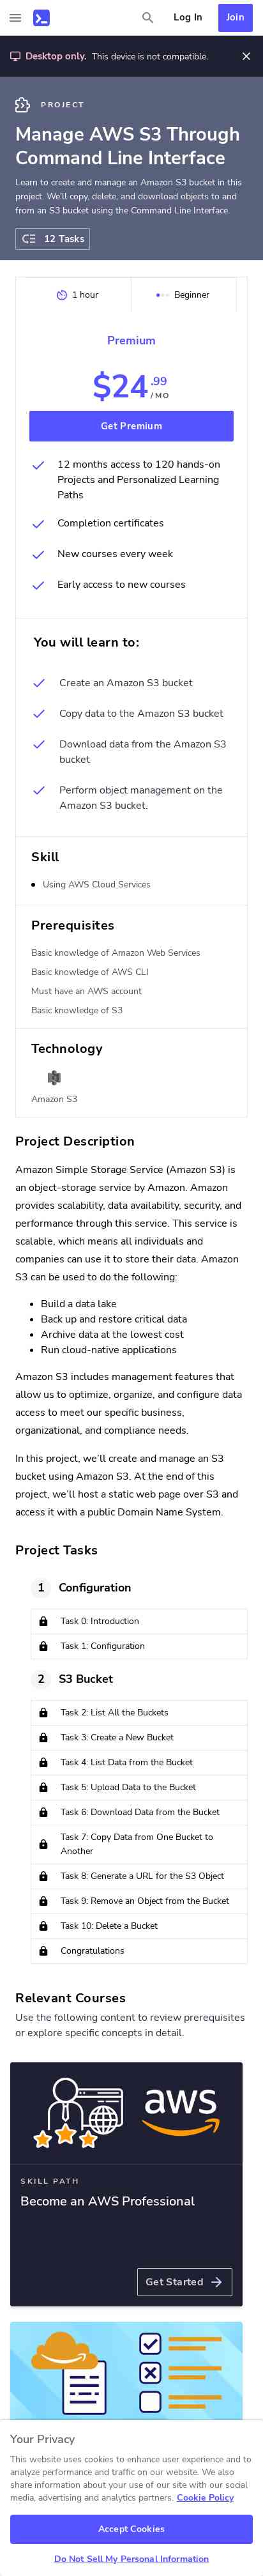 Log In
Join
Desktop only. This device is not compatible.
PROJECT
Manage AWS S3 Through
Command Line Interface
Learn to create and manage an Amazon S3 bucket in this
project. We’ll copy, delete, and download objects to and
from an S3 bucket using the Command Line Interface.
12 Tasks
1 hour
Beginner
Premium
$24.99
/ MO
Get Premium
12 months access to 120 hands-on
Projects and Personalized Learning
Paths
Completion certificates
New courses every week
Early access to new courses
You will learn to:
Create an Amazon S3 bucket
Copy data to the Amazon S3 bucket
Download data from the Amazon S3
bucket
Perform object management on the
Amazon S3 bucket.
Skill
Using AWS Cloud Services
Prerequisites
Basic knowledge of Amazon Web Services
Basic knowledge of AWS CLI
Must have an AWS account
Basic knowledge of S3
Technology
Amazon S3
Project Description
Amazon Simple Storage Service (Amazon S3) is
an object-storage service by Amazon. Amazon
provides scalability, data availability, security, and
performance through this service. This service is
scalable, which means all individuals and
companies can use it to store their data. Amazon
S3 can be used to do the following:
Build a data lake
Back up and restore critical data
Archive data at the lowest cost
Run cloud-native applications
Amazon S3 includes management features that
allow us to optimize, organize, and configure data
access to meet our specific business,
organizational, and compliance needs.
In this project, we’ll create and manage an S3
bucket using Amazon S3. At the end of this
project, we’ll host a static web page over S3 and
access it with a public Domain Name System.
Project Tasks
1 Configuration
Task 0: Introduction
Task 1: Configuration
2 S3 Bucket
Task 2: List All the Buckets
Task 3: Create a New Bucket
Task 4: List Data from the Bucket
Task 5: Upload Data to the Bucket
Task 6: Download Data from the Bucket
Task 7: Copy Data from One Bucket to
Another
Task 8: Generate a URL for the S3 Object
Task 9: Remove an Object from the Bucket
Task 10: Delete a Bucket
Congratulations
Relevant Courses
Use the following content to review prerequisites
or explore specific concepts in detail.
aws
SKILL PATH
Become an AWS Professional
Get Started
Your Privacy
This website uses cookies to enhance user experience and to
analyze performance and traffic on our website. We also
share information about your use of our site with our social
media, advertising and analytics partners. Cookie Policy
Accept Cookies
Do Not Sell My Personal Information